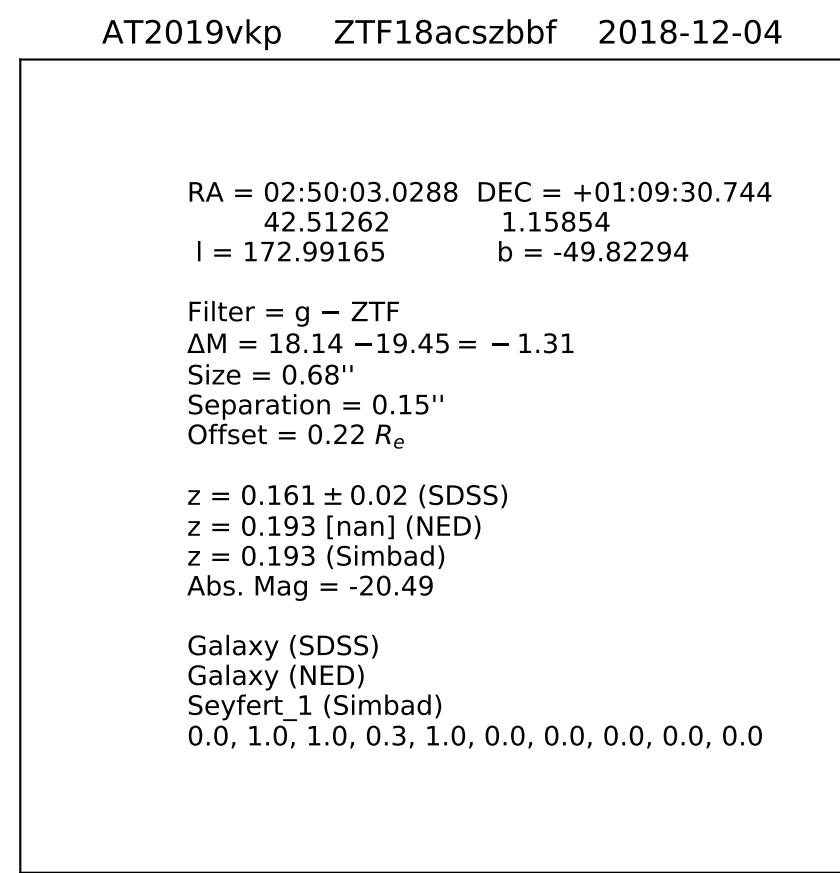 AT2019vkp ZTF18acszbbf 2018-12-04
RA = 02:50:03.0288 DEC = +01:09:30.744
42.51262 1.15854
l = 172.99165 b = -49.82294
Filter = g − ZTF
ΔM = 18.14 −19.45 = − 1.31
Size = 0.68''
Separation = 0.15''
Offset = 0.22 Rₑ
z = 0.161 ± 0.02 (SDSS)
z = 0.193 [nan] (NED)
z = 0.193 (Simbad)
Abs. Mag = -20.49
Galaxy (SDSS)
Galaxy (NED)
Seyfert_1 (Simbad)
0.0, 1.0, 1.0, 0.3, 1.0, 0.0, 0.0, 0.0, 0.0, 0.0